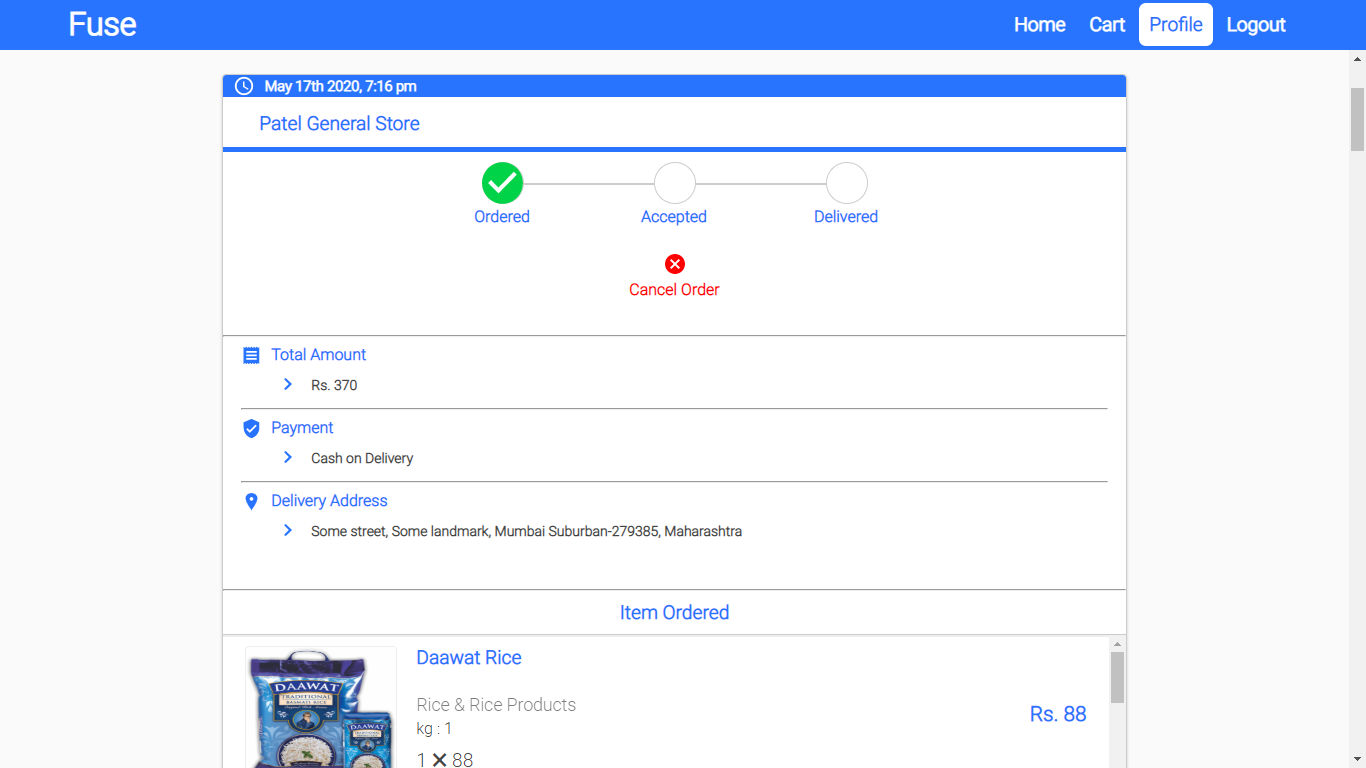 Fuse
Home Cart Profile Logout
May 17th 2020, 7:16 pm
Patel General Store
Ordered Accepted Delivered
Cancel Order
Total Amount
Rs. 370
Payment
Cash on Delivery
Delivery Address
Some street, Some landmark, Mumbai Suburban-279385, Maharashtra
Item Ordered
Daawat Rice
Rice & Rice Products
kg : 1
Rs. 88
1 ✕ 88
DAAWAT
TRADITIONAL
BASMATI RICE
DAAWAT